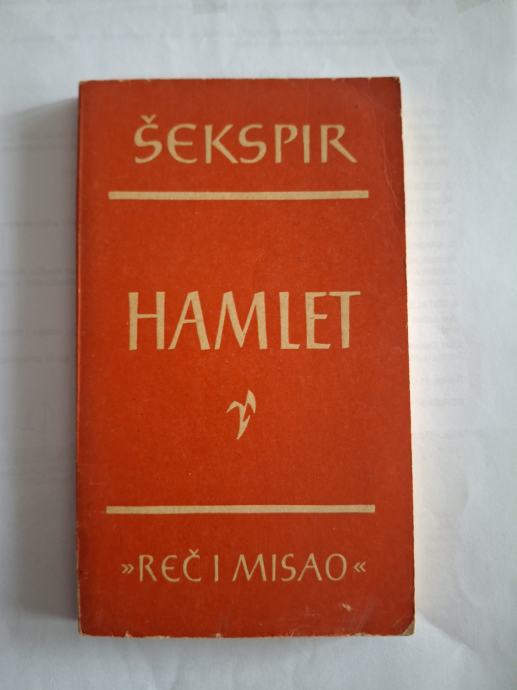 ŠEKSPIR
HAMLET
»REČ I MISAO«